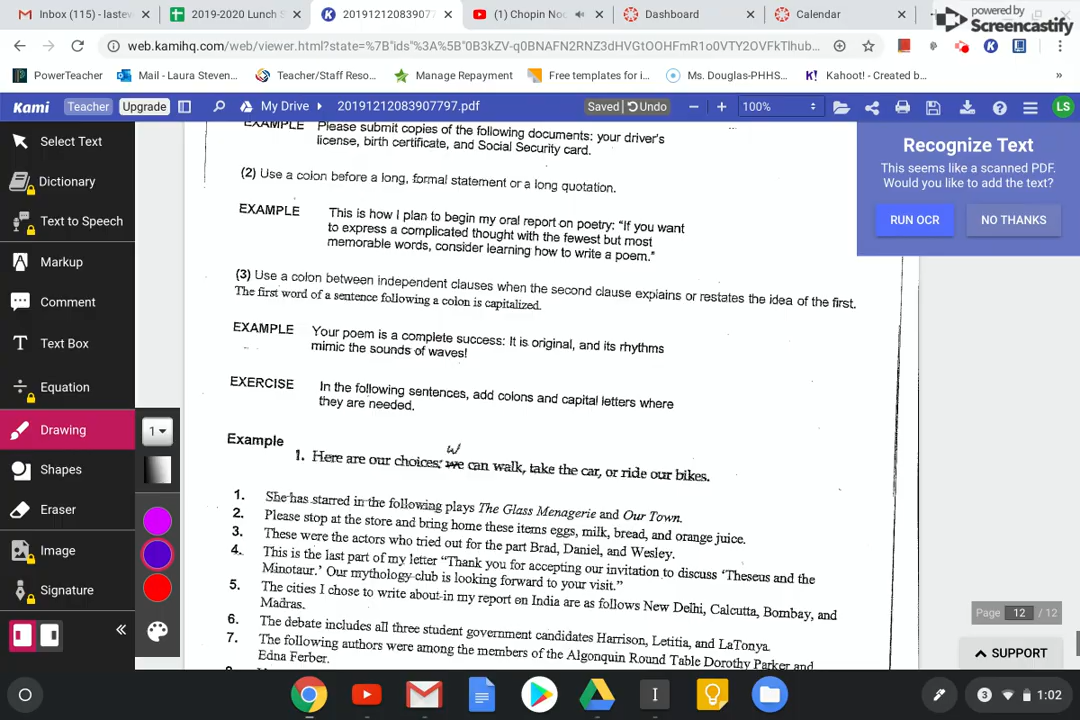 Inbox (115) - lasteve
2019-2020 Lunch S
20191212083907
(1) Chopin Noc
Dashboard
Calendar
powered by
Screencastify
web.kamihq.com/web/viewer.html?state=%7B"ids"%3A%5B"0B3kZV-q0BNAFN2RNZ3dHVGtOOHFmR1o0VTY2OVFkTlhub...
PowerTeacher
Mail - Laura Steven...
Teacher/Staff Reso...
Manage Repayment
Free templates for i...
Ms. Douglas-PHHS...
Kahoot! - Created b...
»
Kami
Teacher
Upgrade
My Drive
20191212083907797.pdf
Saved
Undo
100%
LS
Select Text
Dictionary
Text to Speech
Markup
Comment
Text Box
Equation
Drawing
Shapes
Eraser
Image
Signature
1
Recognize Text
This seems like a scanned PDF.
Would you like to add the text?
RUN OCR
NO THANKS
EXAMPLE Please submit copies of the following documents: your driver's
license, birth certificate, and Social Security card.
(2) Use a colon before a long, formal statement or a long quotation.
EXAMPLE This is how I plan to begin my oral report on poetry: "If you want
to express a complicated thought with the fewest but most
memorable words, consider learning how to write a poem."
(3) Use a colon between independent clauses when the second clause explains or restates the idea of the first.
The first word of a sentence following a colon is capitalized.
EXAMPLE Your poem is a complete success: It is original, and its rhythms
mimic the sounds of waves!
EXERCISE In the following sentences, add colons and capital letters where
they are needed.
Example
W
1. Here are our choices: we can walk, take the car, or ride our bikes.
1. She has starred in the following plays The Glass Menagerie and Our Town.
2. Please stop at the store and bring home these items eggs, milk, bread, and orange juice.
3. These were the actors who tried out for the part Brad, Daniel, and Wesley.
4. This is the last part of my letter "Thank you for accepting our invitation to discuss 'Theseus and the
Minotaur.' Our mythology club is looking forward to your visit."
5. The cities I chose to write about in my report on India are as follows New Delhi, Calcutta, Bombay, and
Madras.
6. The debate includes all three student government candidates Harrison, Letitia, and LaTonya.
7. The following authors were among the members of the Algonquin Round Table Dorothy Parker and
Edna Ferber.
Page 12 / 12
SUPPORT
3
1:02